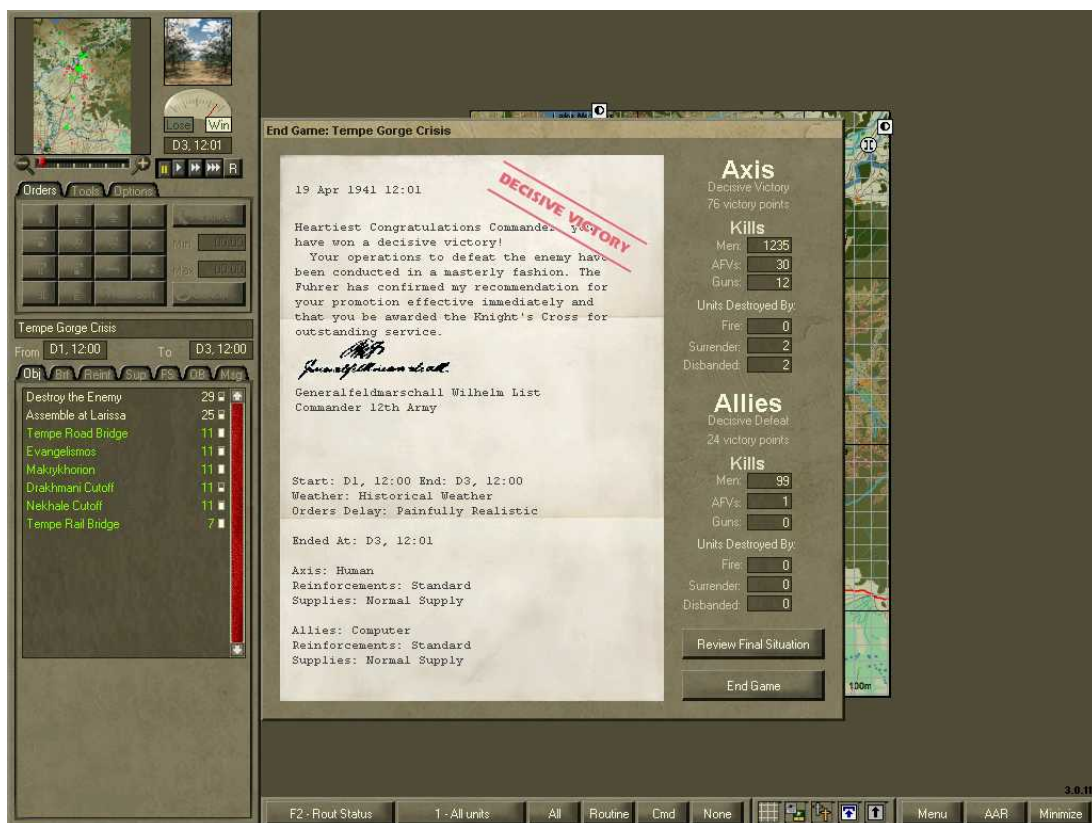 Lose Win
D3, 12:01
R
Orders Tools Options
Min
Max
Tempe Gorge Crisis
From D1, 12:00 To D3, 12:00
Obj Brf Reinf Sup FS OB Msg
Destroy the Enemy 29
Assemble at Larissa 25
Tempe Road Bridge 11
Evangelismos 11
Makrykhorion 11
Drakhmani Cutoff 11
Nekhale Cutoff 11
Tempe Rail Bridge 7
End Game: Tempe Gorge Crisis
19 Apr 1941 12:01
DECISIVE VICTORY
Heartiest Congratulations Commander, you
have won a decisive victory!
Your operations to defeat the enemy have
been conducted in a masterly fashion. The
Fuhrer has confirmed my recommendation for
your promotion effective immediately and
that you be awarded the Knight's Cross for
outstanding service.
Generalfeldmarschall Wilhelm List
Commander 12th Army
Start: D1, 12:00 End: D3, 12:00
Weather: Historical Weather
Orders Delay: Painfully Realistic
Ended At: D3, 12:01
Axis: Human
Reinforcements: Standard
Supplies: Normal Supply
Allies: Computer
Reinforcements: Standard
Supplies: Normal Supply
Axis
Decisive Victory
76 victory points
Kills
Men: 1235
AFVs: 30
Guns: 12
Units Destroyed By:
Fire: 0
Surrender: 2
Disbanded: 2
Allies
Decisive Defeat
24 victory points
Kills
Men: 99
AFVs: 1
Guns: 0
Units Destroyed By:
Fire: 0
Surrender: 0
Disbanded: 0
Review Final Situation
End Game
100m
F2 - Rout Status 1 - All units All Routine Cmd None Menu AAR Minimize